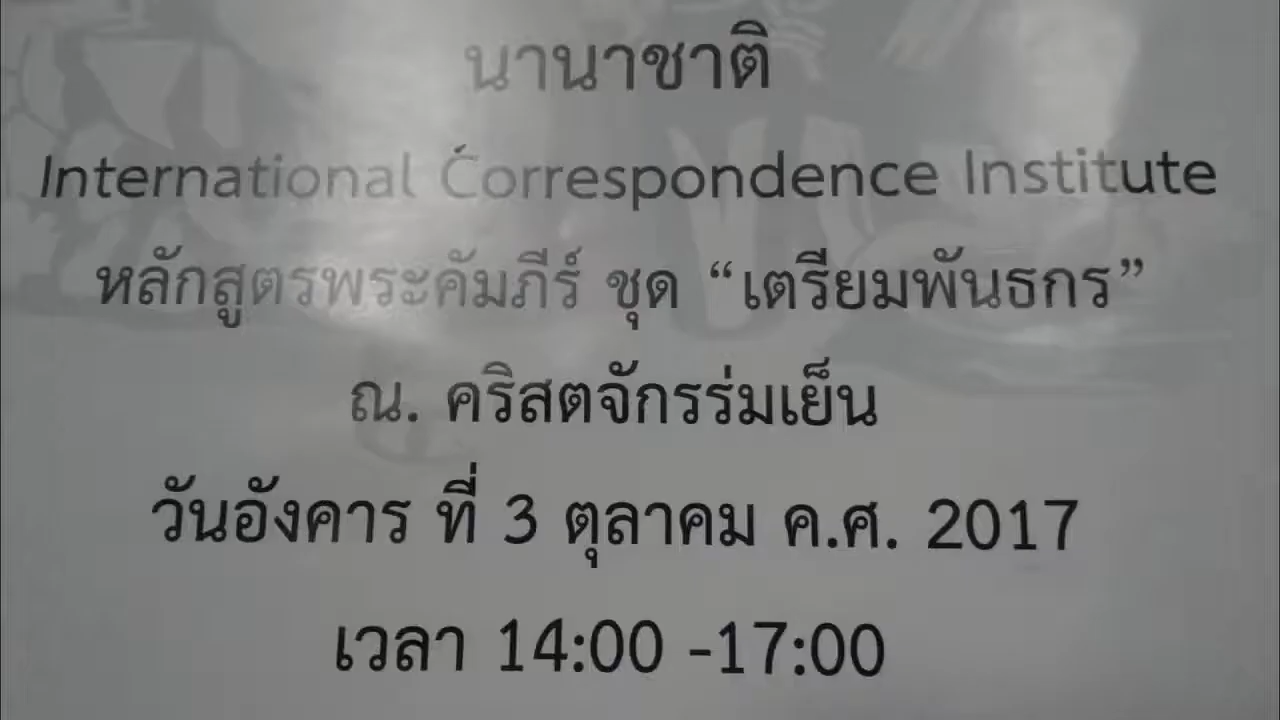 นานาชาติ
International Correspondence Institute
หลักสูตรพระคัมภีร์ ชุด “เตรียมพันธกร”
ณ. คริสตจักรร่มเย็น
วันอังคาร ที่ 3 ตุลาคม ค.ศ. 2017
เวลา 14:00 -17:00